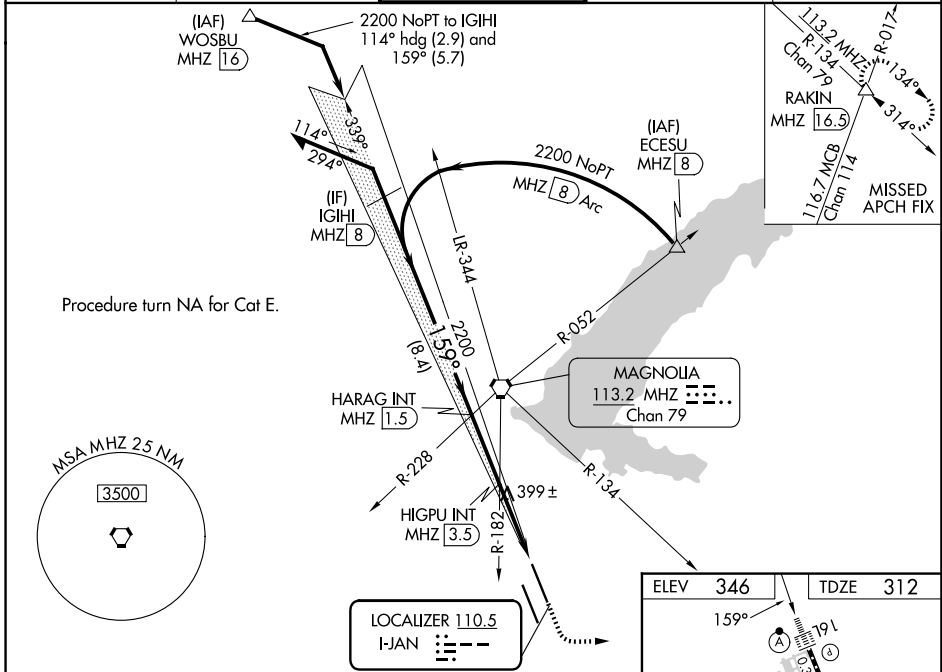 (IAF)
WOSBU
MHZ 16
2200 NoPT to IGIHI
114° hdg (2.9) and
159° (5.7)
339°
114°
294°
(IF)
IGIHI
MHZ 8
LR-344
2200 NoPT
MHZ 8 Arc
(IAF)
ECESU
MHZ 8
113.2 MHZ
R-134
Chan 79
R-017
134°
314°
RAKIN
MHZ 16.5
116.7 MCB
Chan 114
MISSED
APCH FIX
Procedure turn NA for Cat E.
2200
159°
(8.4)
R-052
MAGNOLIA
113.2 MHZ
Chan 79
HARAG INT
MHZ 1.5
R-228
R-134
MSA MHZ 25 NM
3500
399 ±
HIGPU INT
MHZ 3.5
R-182
LOCALIZER 110.5
I-JAN
ELEV 346
TDZE 312
159°
A
16L
P